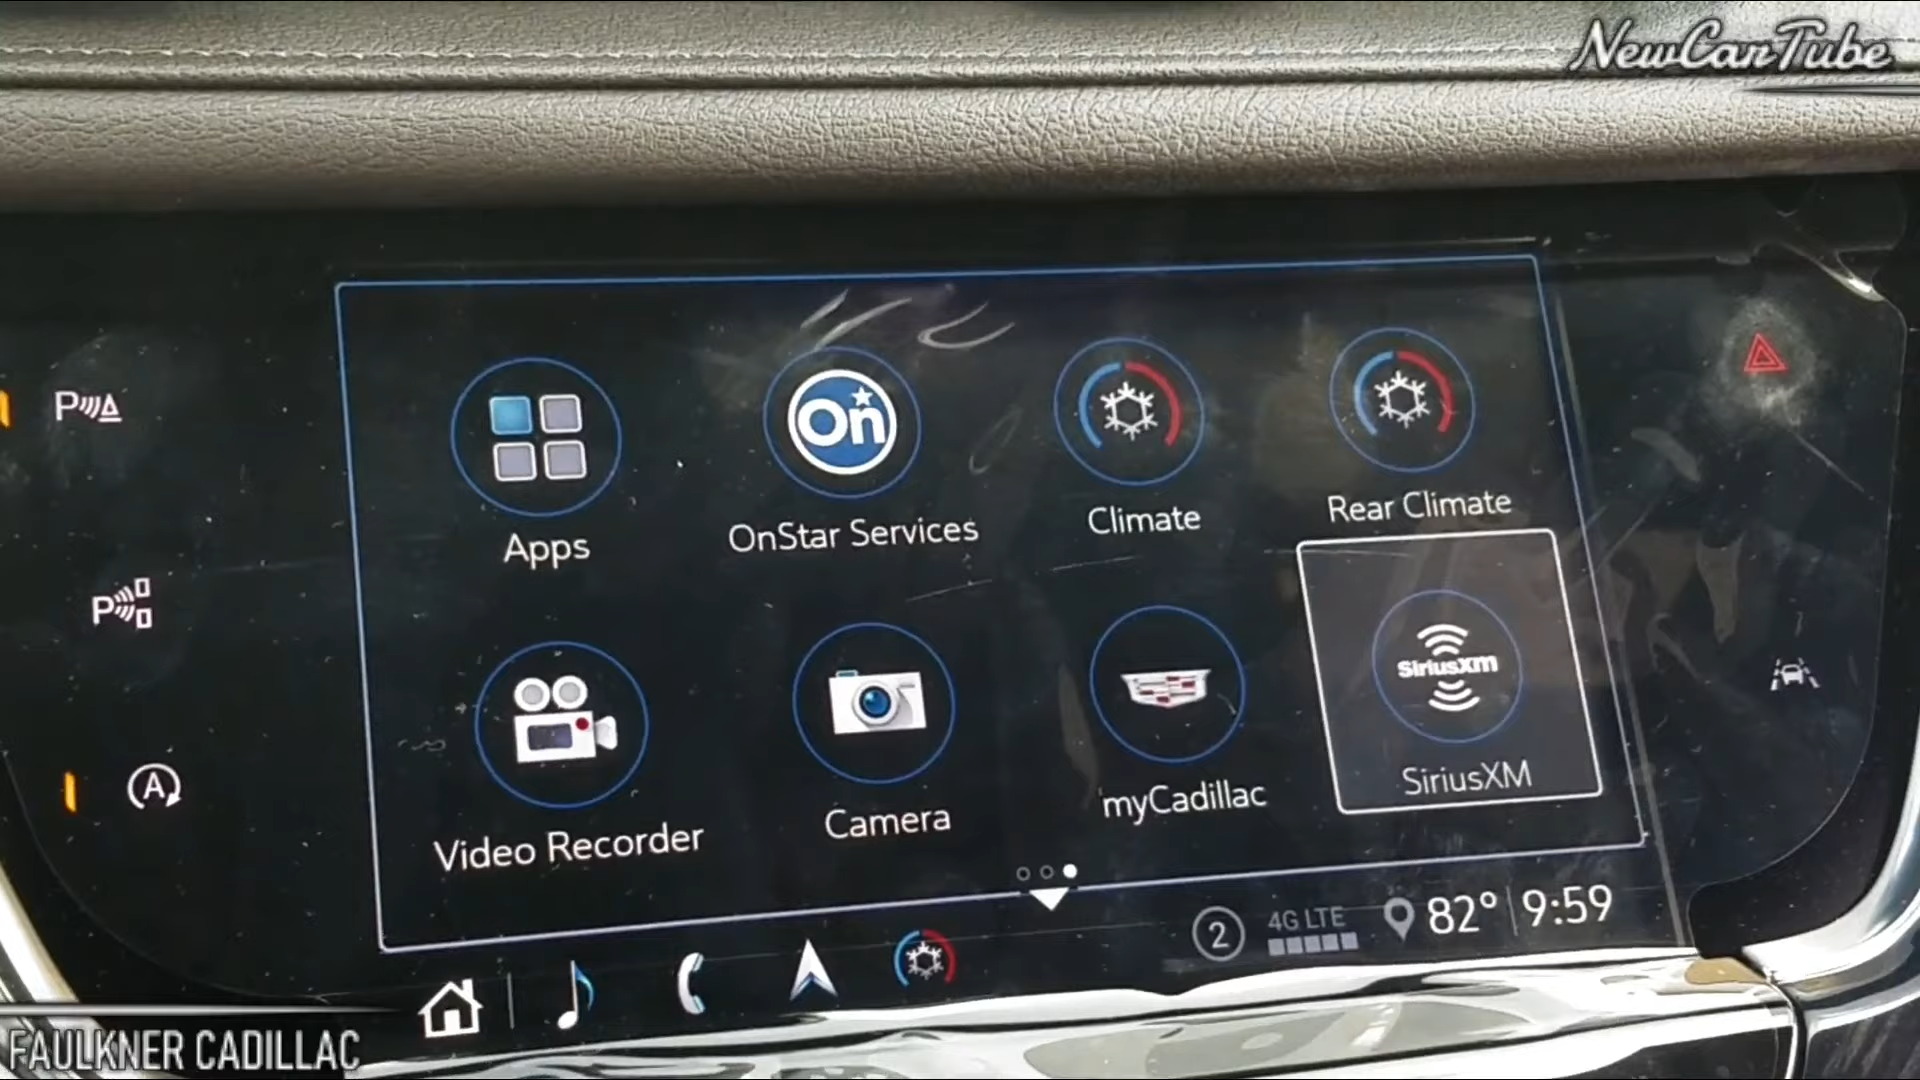 NewCarTube
P
P
A
Apps
OnStar Services
Climate
Rear Climate
On
Video Recorder
Camera
myCadillac
SiriusXM
SiriusXM
2
4G LTE
82° 9:59
FAULKNER CADILLAC